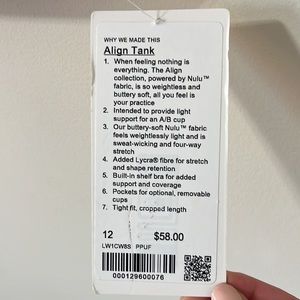 WHY WE MADE THIS
Align Tank
1. When feeling nothing is
everything. The Align
collection, powered by Nulu™
fabric, is so weightless and
buttery soft, all you feel is
your practice
2. Intended to provide light
support for an A/B cup
3. Our buttery-soft Nulu™ fabric
feels weightlessly light and is
sweat-wicking and four-way
stretch
4. Added Lycra® fibre for stretch
and shape retention
5. Built-in shelf bra for added
support and coverage
6. Pockets for optional, removable
cups
7. Tight fit, cropped length
12 $58.00
LW1CW8S PPUF
000129600076